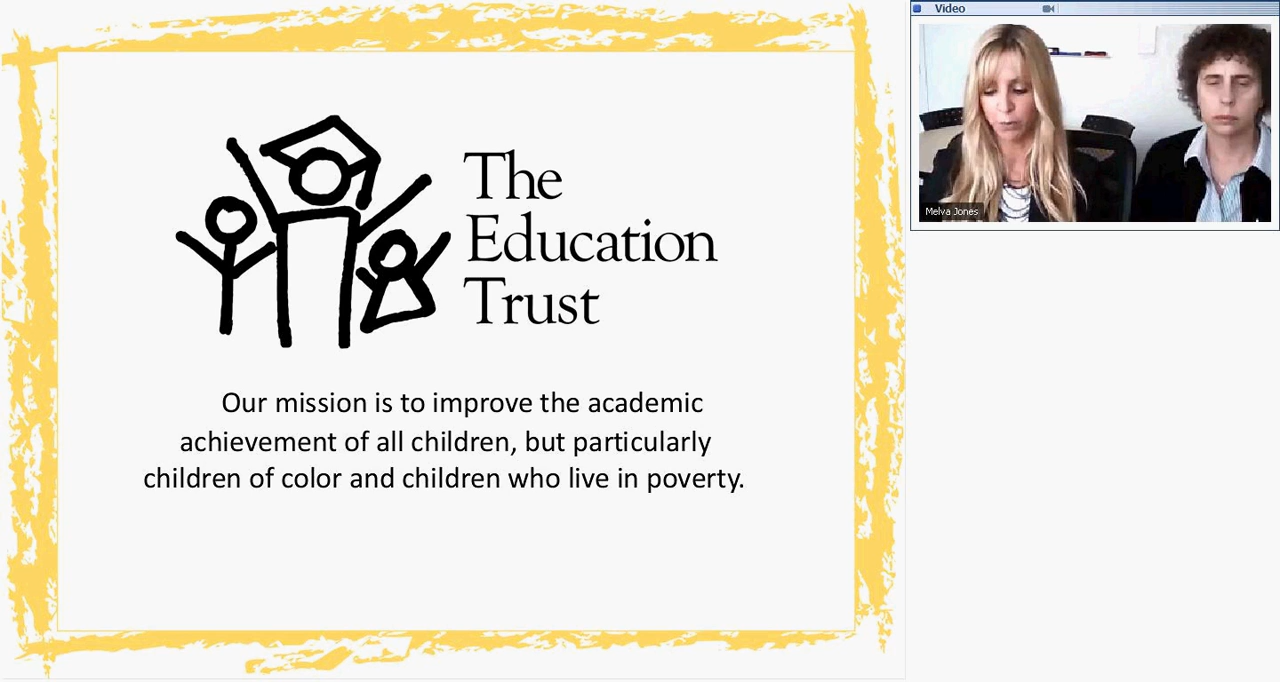 The
Education
Trust
Our mission is to improve the academic
achievement of all children, but particularly
children of color and children who live in poverty.
Video
Melva Jones